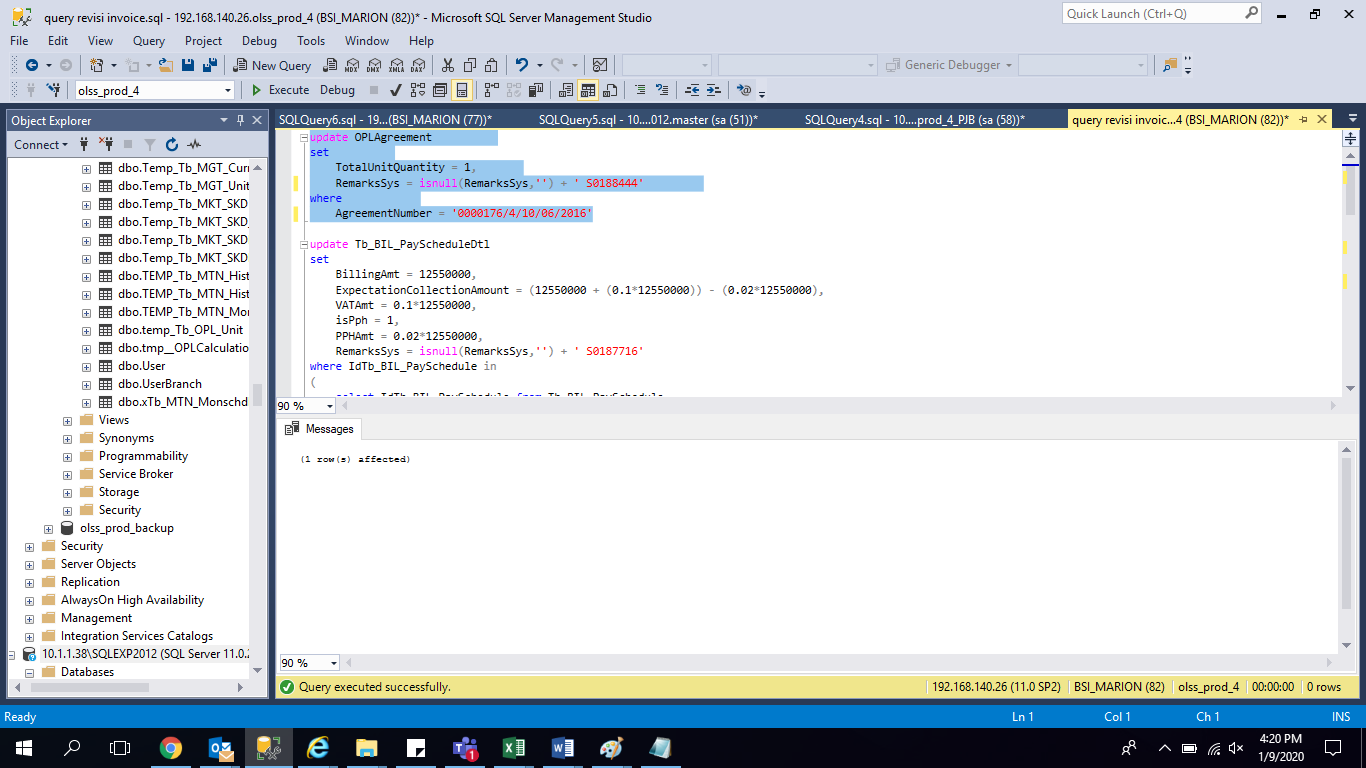 query revisi invoice.sql - 192.168.140.26.olss_prod_4 (BSI_MARION (82))* - Microsoft SQL Server Management Studio
Quick Launch (Ctrl+Q)
File Edit View Query Project Debug Tools Window Help
New Query MDX DMX XMLA DAX Generic Debugger
olss_prod_4 Execute Debug
Object Explorer
Connect
dbo.Temp_Tb_MGT_Curr
dbo.Temp_Tb_MGT_Unit
dbo.Temp_Tb_MKT_SKD
dbo.Temp_Tb_MKT_SKD
dbo.Temp_Tb_MKT_SKD
dbo.Temp_Tb_MKT_SKD
dbo.TEMP_Tb_MTN_Hist
dbo.TEMP_Tb_MTN_Hist
dbo.TEMP_Tb_MTN_Mon
dbo.temp_Tb_OPL_Unit
dbo.tmp__OPLCalculatio
dbo.User
dbo.UserBranch
dbo.xTb_MTN_Monschd
Views
Synonyms
Programmability
Service Broker
Storage
Security
olss_prod_backup
Security
Server Objects
Replication
AlwaysOn High Availability
Management
Integration Services Catalogs
10.1.1.38\SQLEXP2012 (SQL Server 11.0.2
Databases
SQLQuery6.sql - 19...(BSI_MARION (77))* SQLQuery5.sql - 10....012.master (sa (51))* SQLQuery4.sql - 10....prod_4_PJB (sa (58))* query revisi invoic...4 (BSI_MARION (82))*
update OPLAgreement
set
TotalUnitQuantity = 1,
RemarksSys = isnull(RemarksSys,'') + ' S0188444'
where
AgreementNumber = '0000176/4/10/06/2016'
update Tb_BIL_PayScheduleDtl
set
BillingAmt = 12550000,
ExpectationCollectionAmount = (12550000 + (0.1*12550000)) - (0.02*12550000),
VATAmt = 0.1*12550000,
isPph = 1,
PPHAmt = 0.02*12550000,
RemarksSys = isnull(RemarksSys,'') + ' S0187716'
where IdTb_BIL_PaySchedule in
(
select IdTb_BIL_PaySchedule from Tb_BIL_PaySchedule
90 %
Messages
(1 row(s) affected)
90 %
Query executed successfully. 192.168.140.26 (11.0 SP2) BSI_MARION (82) olss_prod_4 00:00:00 0 rows
Ready Ln 1 Col 1 Ch 1 INS
4:20 PM
1/9/2020